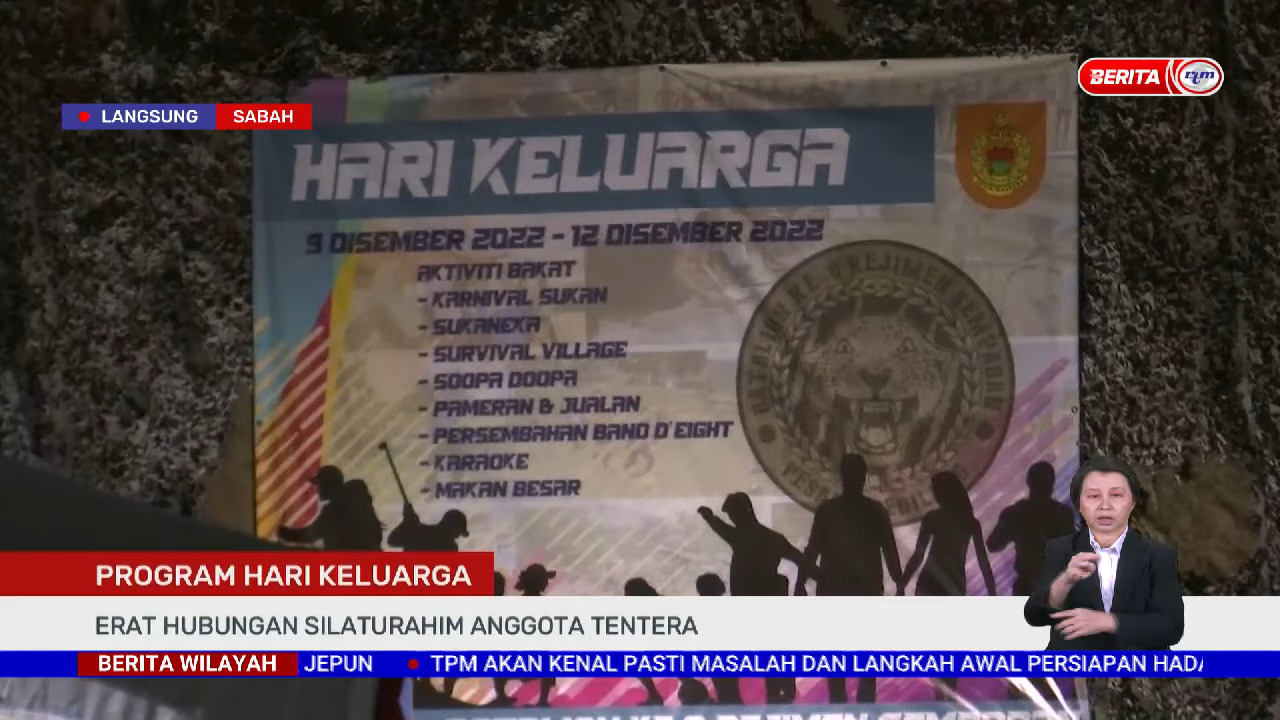 BERITA rtm
LANGSUNG SABAH
HARI KELUARGA
9 DISEMBER 2022 - 12 DISEMBER 2022
AKTIVITI BAKAT
- KARNIVAL SUKAN
- SUKANEKA
- SURVIVAL VILLAGE
- SOOPA DOOPA
- PAMERAN & JUALAN
- PERSEMBAHAN BAND D'EIGHT
- KARAOKE
- MAKAN BESAR
PROGRAM HARI KELUARGA
ERAT HUBUNGAN SILATURAHIM ANGGOTA TENTERA
BERITA WILAYAH JEPUN • TPM AKAN KENAL PASTI MASALAH DAN LANGKAH AWAL PERSIAPAN HADA